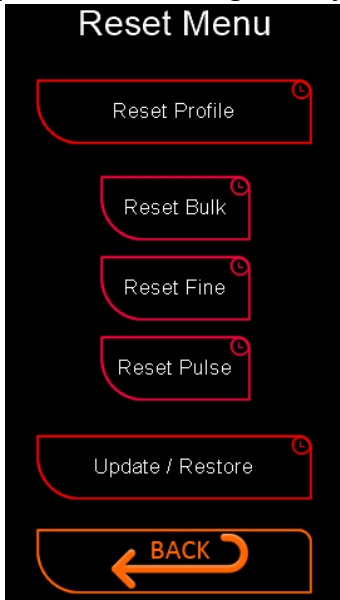 Reset Menu
Reset Profile
Reset Bulk
Reset Fine
Reset Pulse
Update / Restore
BACK